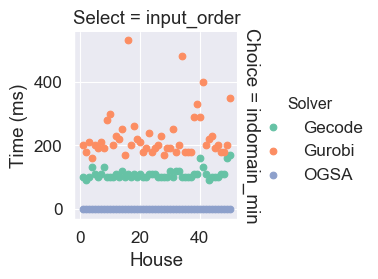 Select = input_order
Choice = indomain_min
Time (ms)
400
200
0
0
20
40
House
Solver
Gecode
Gurobi
OGSA